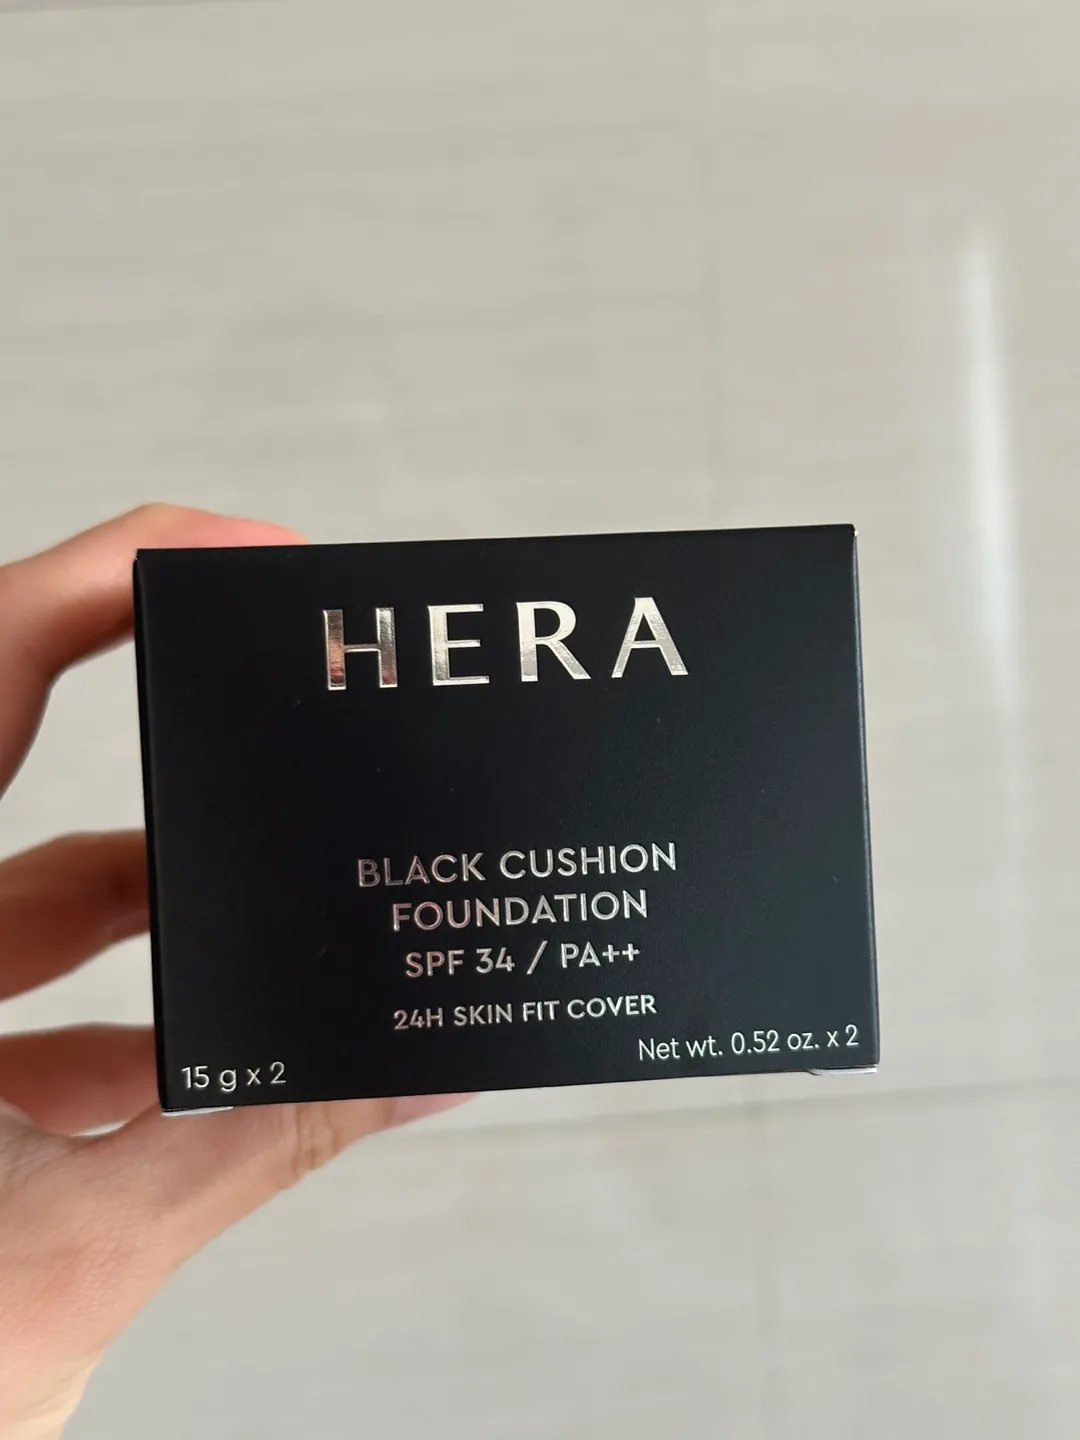 HERA
BLACK CUSHION
FOUNDATION
SPF 34 / PA++
24H SKIN FIT COVER
15 g x 2
Net wt. 0.52 oz. x 2